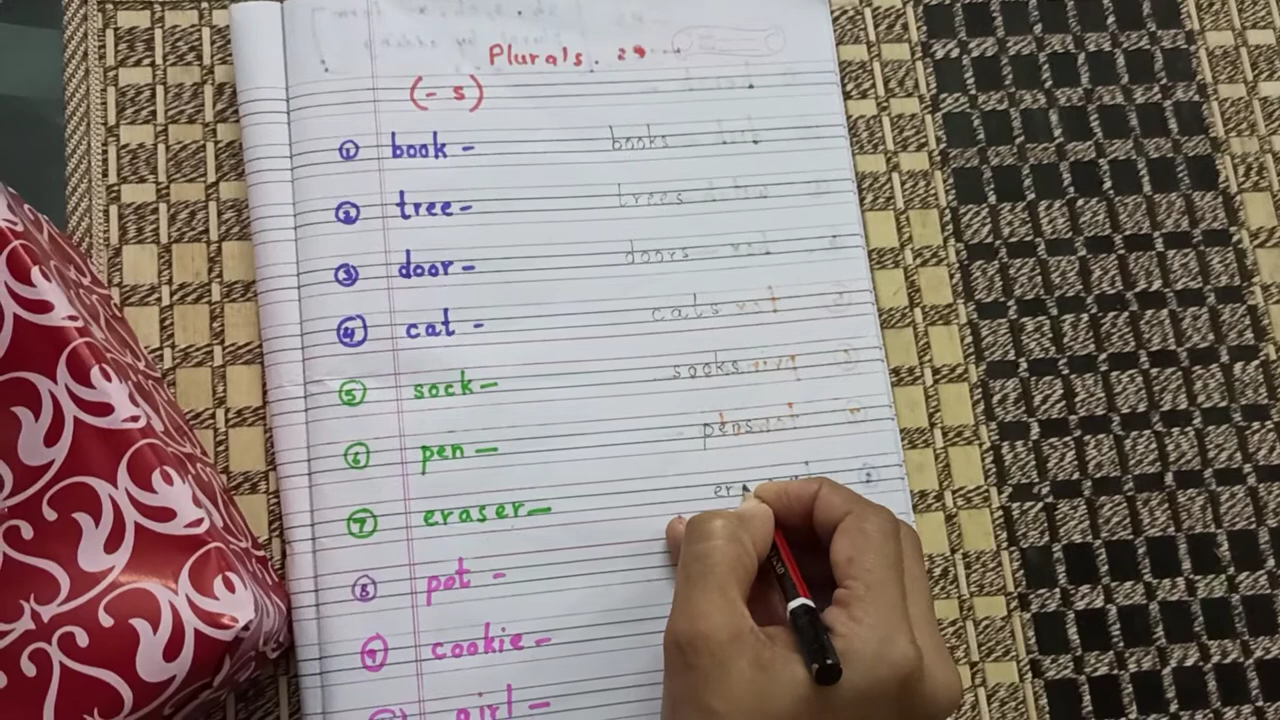 Plurals.
(- s)
① book - books
② tree - trees
③ door - doors
④ cat - cats
⑤ sock - socks
⑥ pen - pens
⑦ eraser - er
⑧ pot -
⑨ cookie -
girl -